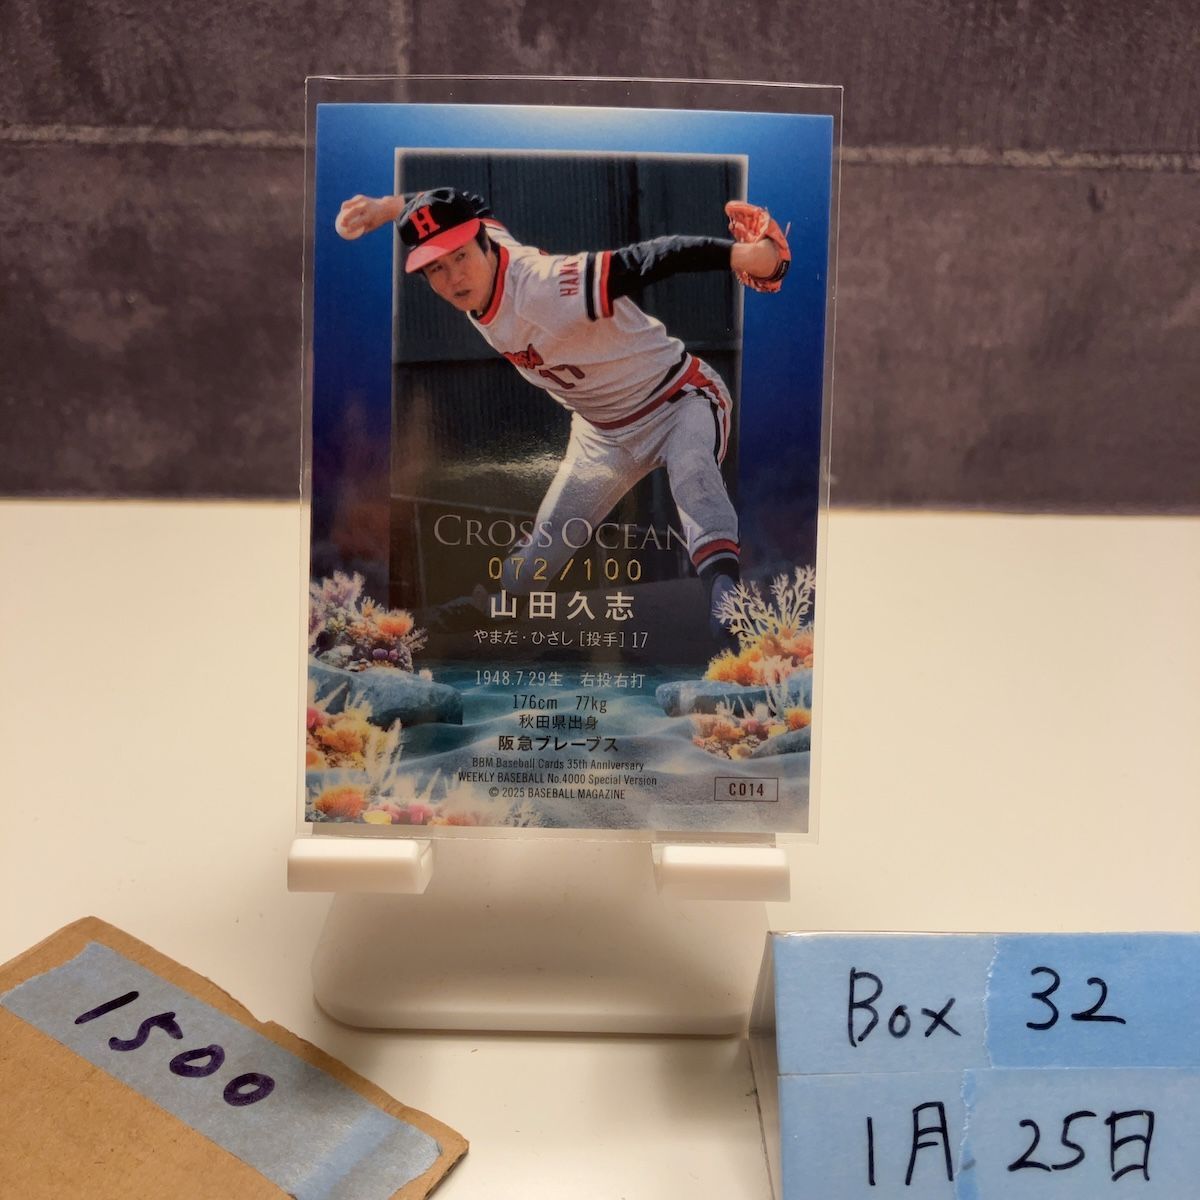 H
HANK
17
CROSS OCEAN
072/100
山田久志
やまだ・ひさし [投手] 17
1948.7.29生 右投右打
176cm 77kg
秋田県出身
阪急ブレーブス
BBM Baseball Cards 35th Anniversary
WEEKLY BASEBALL No.4000 Special Version
© 2025 BASEBALL MAGAZINE
CO14
1500
Box 32
1月 25日